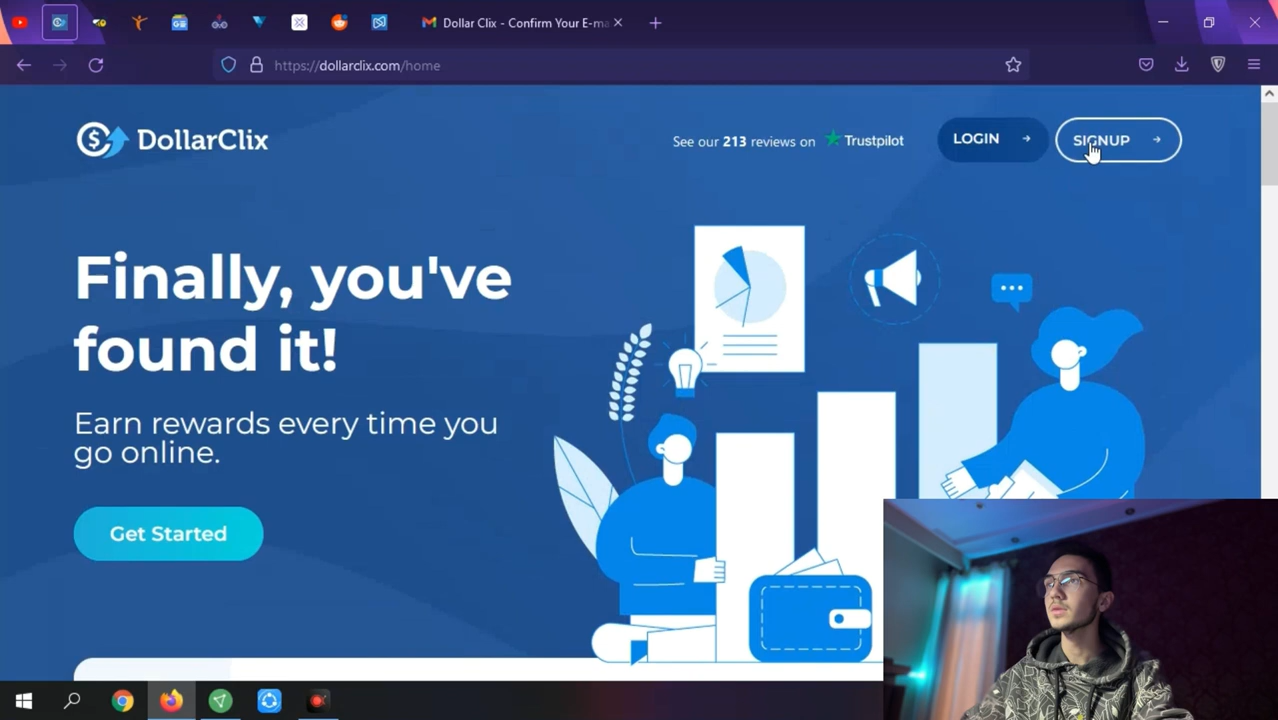 Dollar Clix - Confirm Your E-ma
https://dollarclix.com/home
DollarClix
See our 213 reviews on Trustpilot
LOGIN
SIGNUP
Finally, you've
found it!
Earn rewards every time you
go online.
Get Started